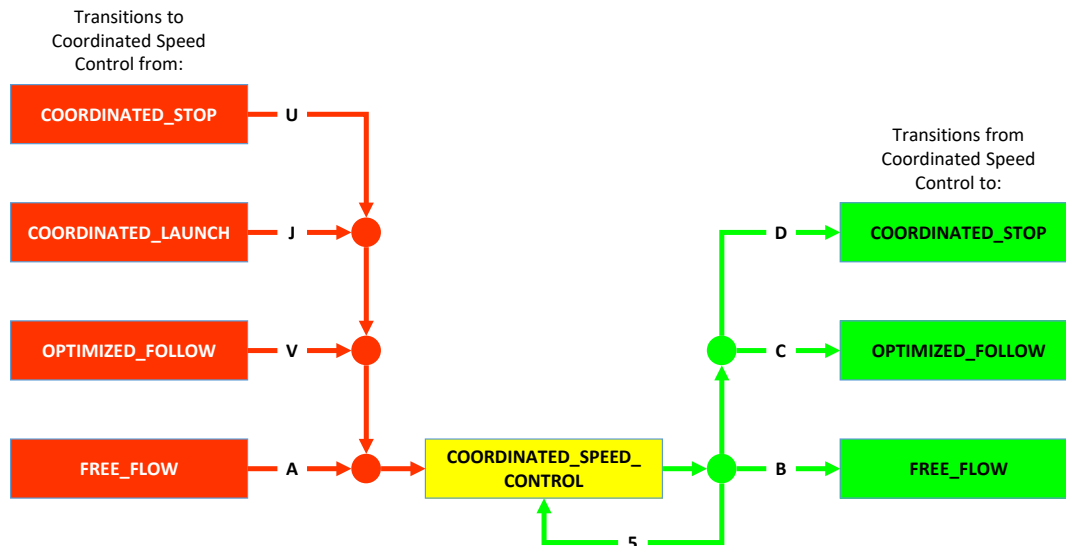 Transitions to
Coordinated Speed
Control from:
COORDINATED_STOP
U
COORDINATED_LAUNCH
J
OPTIMIZED_FOLLOW
V
FREE_FLOW
A
COORDINATED_SPEED_
CONTROL
5
Transitions from
Coordinated Speed
Control to:
D
COORDINATED_STOP
C
OPTIMIZED_FOLLOW
B
FREE_FLOW